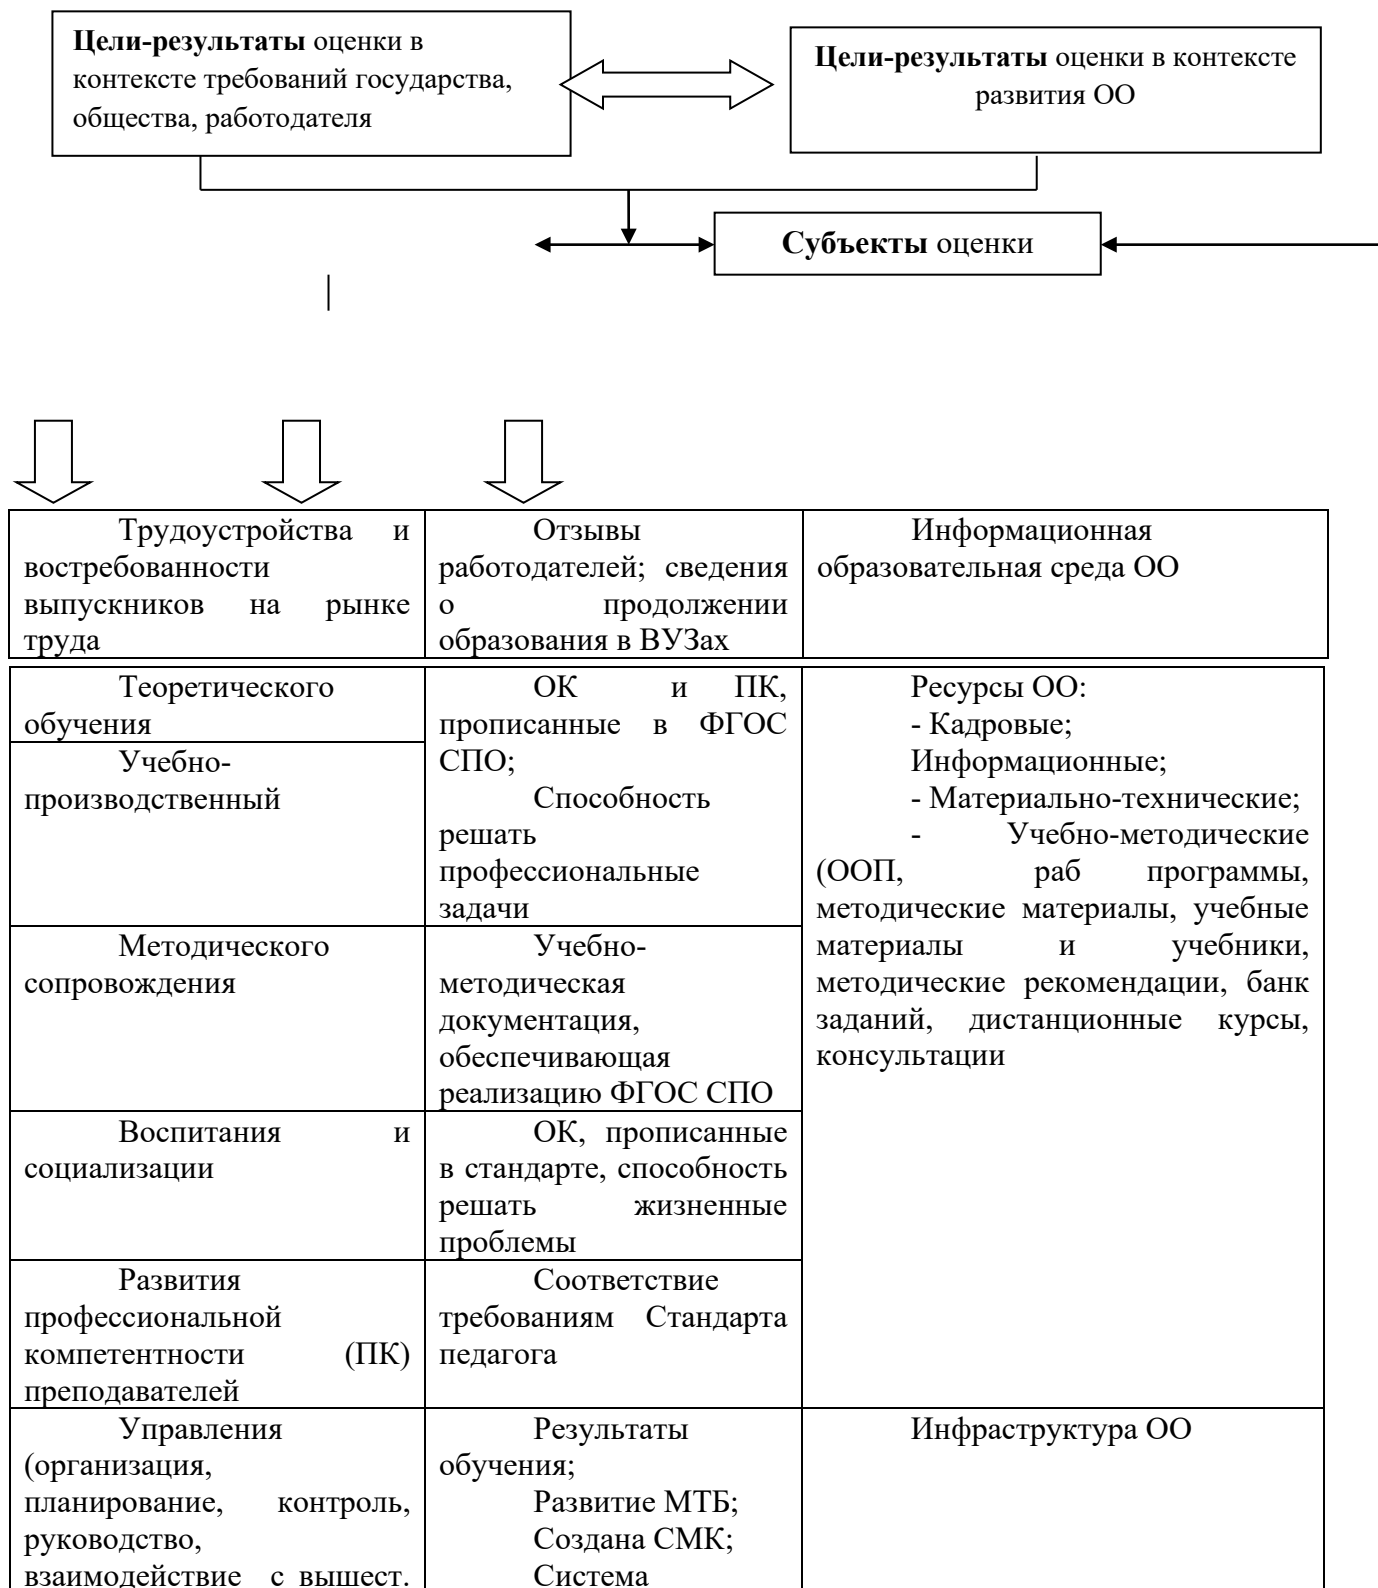 Цели-результаты оценки в
контексте требований государства,
общества, работодателя
Цели-результаты оценки в контексте
развития ОО
Субъекты оценки
Трудоустройства и
востребованности
выпускников на рынке
труда
Отзывы
работодателей; сведения
о продолжении
образования в ВУЗах
Информационная
образовательная среда ОО
Теоретического
обучения
Учебно-
производственный
ОК и ПК,
прописанные в ФГОС
СПО;
Способность
решать
профессиональные
задачи
Ресурсы ОО:
- Кадровые;
Информационные;
- Материально-технические;
- Учебно-методические
(ООП, раб программы,
методические материалы, учебные
материалы и учебники,
методические рекомендации, банк
заданий, дистанционные курсы,
консультации
Методического
сопровождения
Учебно-
методическая
документация,
обеспечивающая
реализацию ФГОС СПО
Воспитания и
социализации
ОК, прописанные
в стандарте, способность
решать жизненные
проблемы
Развития
профессиональной
компетентности (ПК)
преподавателей
Соответствие
требованиям Стандарта
педагога
Управления
(организация,
планирование, контроль,
руководство,
взаимодействие с вышест.
Результаты
обучения;
Развитие МТБ;
Создана СМК;
Система
Инфраструктура ОО